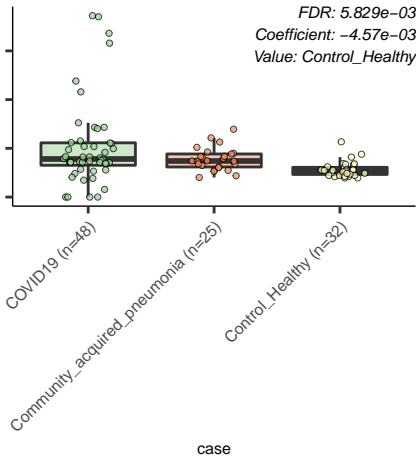 FDR: 5.829e−03
Coefficient: −4.57e−03
Value: Control_Healthy
COVID19 (n=48)
Community_acquired_pneumonia (n=25)
Control_Healthy (n=32)
case